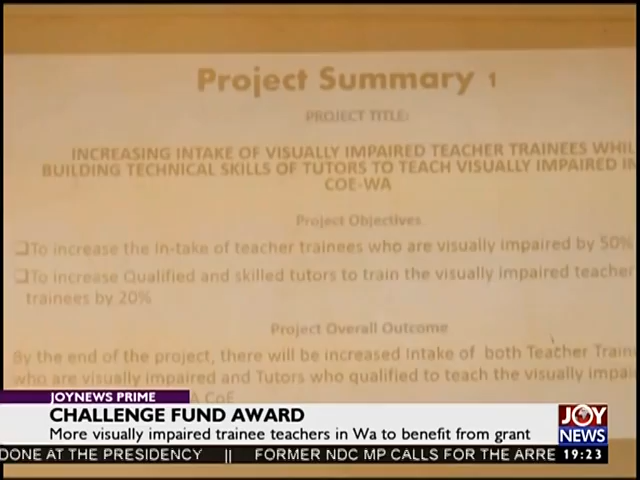 Project Summary 1
PROJECT TITLE:
INCREASING INTAKE OF VISUALLY IMPAIRED TEACHER TRAINEES WHIL
BUILDING TECHNICAL SKILLS OF TUTORS TO TEACH VISUALLY IMPAIRED IN
COE-WA
Project Objectives
❑To increase the In-take of teacher trainees who are visually impaired by 50%
❑To increase Qualified and skilled tutors to train the visually impaired teacher
trainees by 20%
Project Overall Outcome
By the end of the project, there will be increased Intake of both Teacher Train
who are visually impaired and Tutors who qualified to teach the visually impai
A CoE
JOYNEWS PRIME
CHALLENGE FUND AWARD
More visually impaired trainee teachers in Wa to benefit from grant
JOY
NEWS
DONE AT THE PRESIDENCY || FORMER NDC MP CALLS FOR THE ARRE
19:23